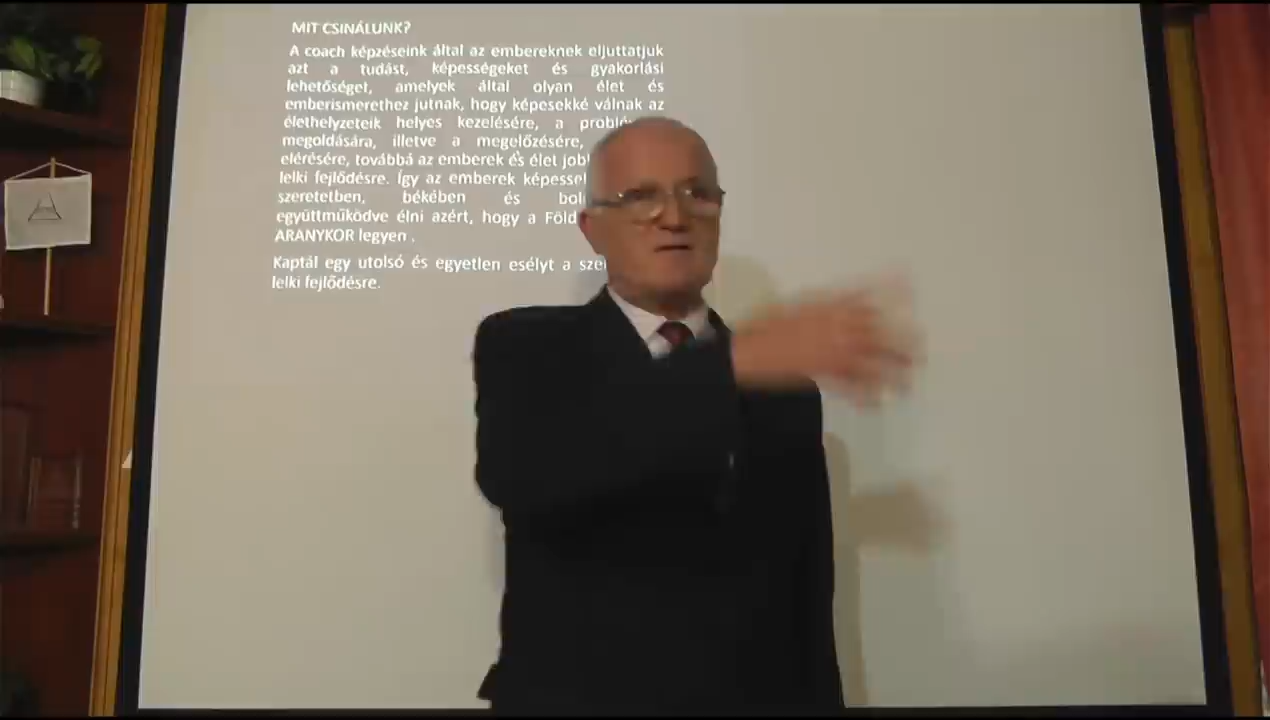 MIT CSINÁLUNK?
A coach képzéseink által az embereknek eljuttatjuk
azt a tudást, képességeket és gyakorlási
lehetőséget, amelyek által olyan élet és
emberismerethez jutnak, hogy képesekké válnak az
élethelyzeteik helyes kezelésére, a
megoldására, illetve a megelőzésére,
elérésére, továbbá az emberek és élet
lelki fejlődésre. Így az emberek
szeretetben, békében és
együttműködve élni azért, hogy a Föld
ARANYKOR legyen .
Kaptál egy utolsó és egyetlen esélyt a
lelki fejlődésre.